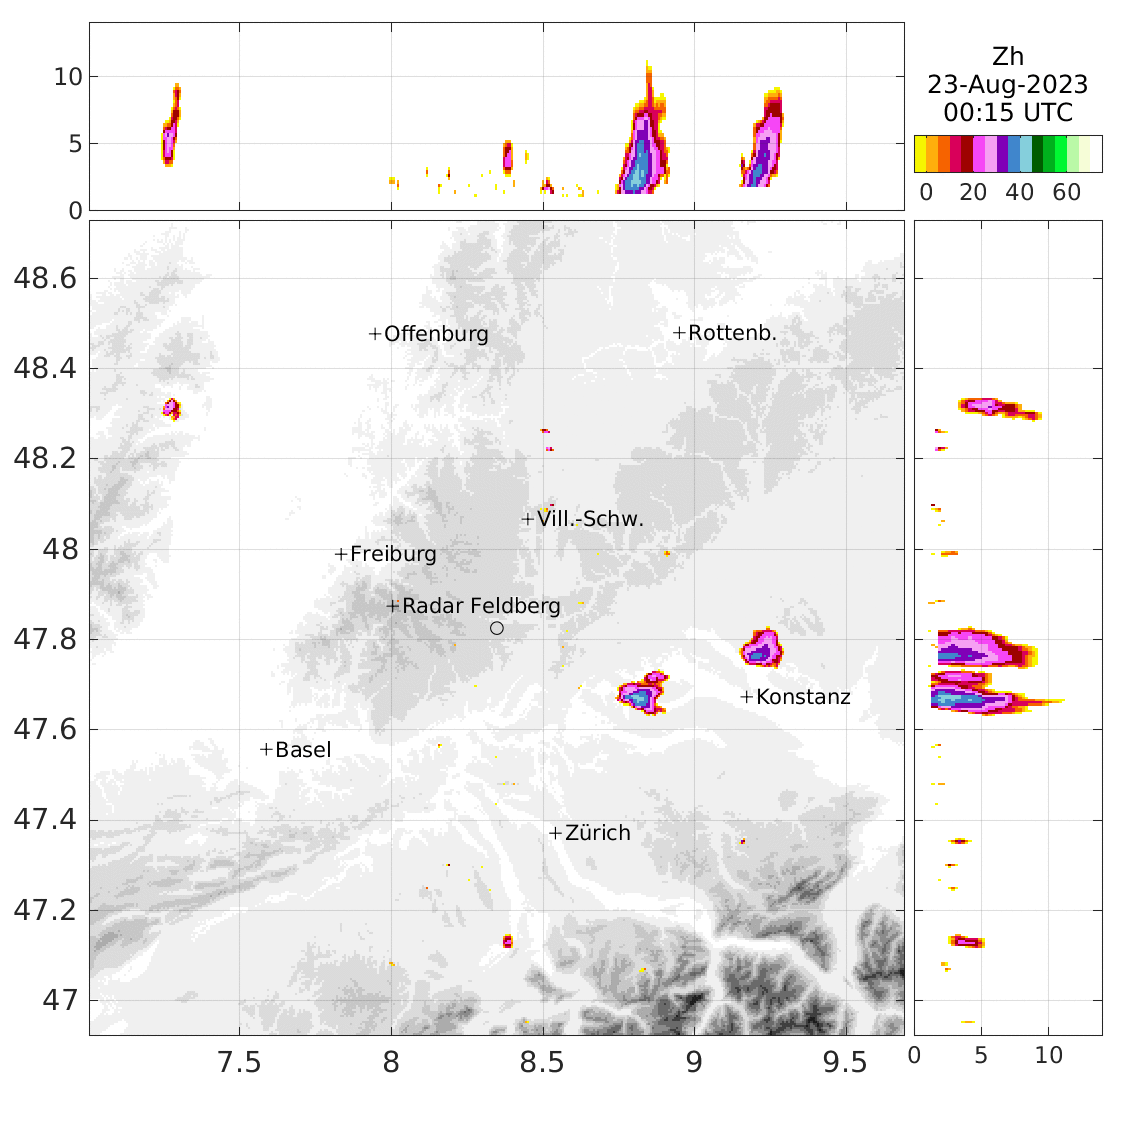 10
5
0
Zh
23-Aug-2023
00:15 UTC
0 20 40 60
48.6
48.4
48.2
48
47.8
47.6
47.4
47.2
47
+Offenburg
+Rottenb.
+Vill.-Schw.
+Freiburg
+Radar Feldberg
+Konstanz
+Basel
+Zürich
7.5 8 8.5 9 9.5
0 5 10